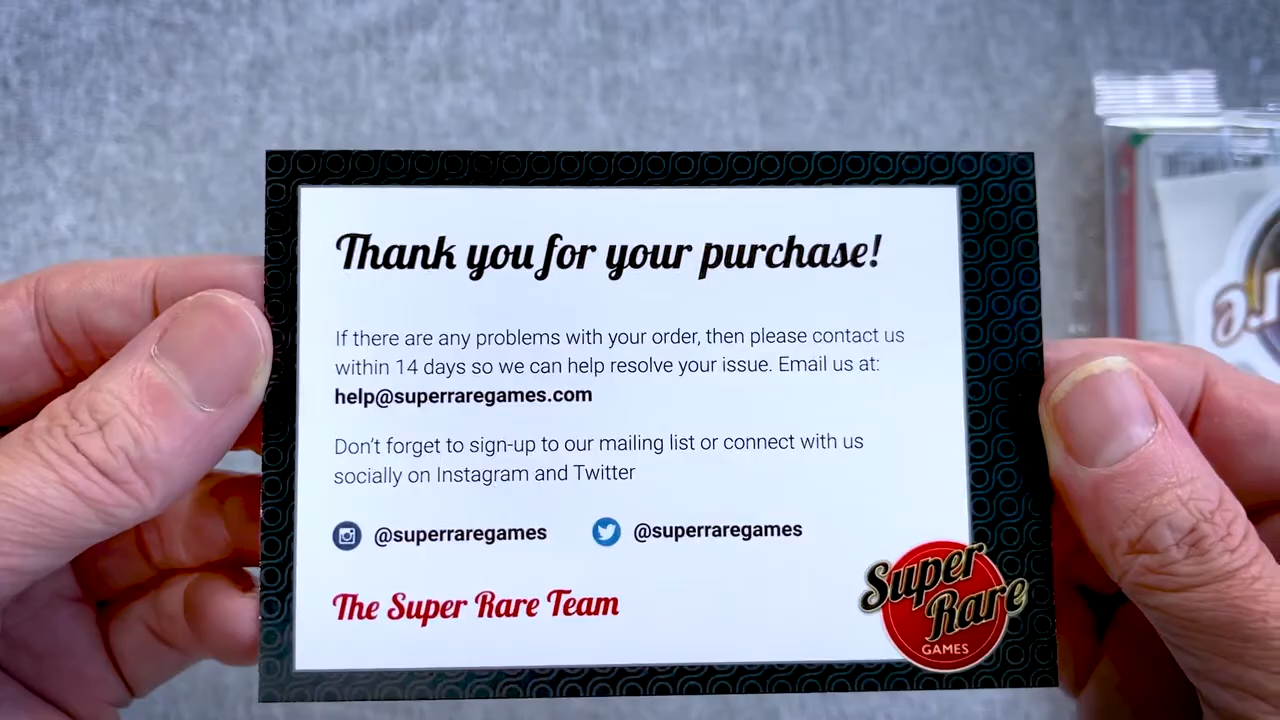 Thank you for your purchase!
If there are any problems with your order, then please contact us
within 14 days so we can help resolve your issue. Email us at:
help@superraregames.com
Don't forget to sign-up to our mailing list or connect with us
socially on Instagram and Twitter
@superraregames @superraregames
The Super Rare Team
Super
Rare
GAMES